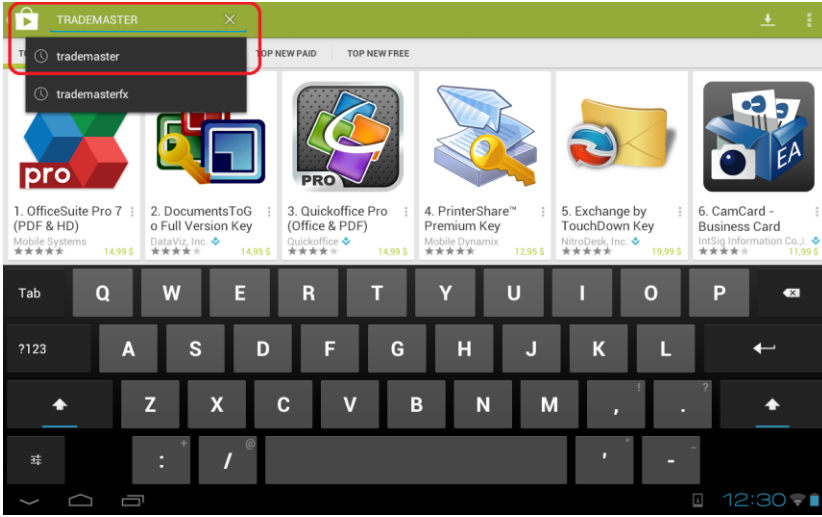 TRADEMASTER
trademaster
trademasterfx
TOP NEW PAID
TOP NEW FREE
pro
PRO
EA
1. OfficeSuite Pro 7
(PDF & HD)
Mobile Systems
14,99 $
2. DocumentsToG
o Full Version Key
DataViz, Inc.
14,95 $
3. Quickoffice Pro
(Office & PDF)
Quickoffice
14,99 $
4. PrinterShare™
Premium Key
Mobile Dynamix
12,95 $
5. Exchange by
TouchDown Key
NitroDesk, Inc.
19,99 $
6. CamCard -
Business Card
IntSig Information Co.,l.
11,99 $
Tab Q W E R T Y U I O P
?123 A S D F G H J K L
Z X C V B N M , ! . ?
: + / @ ' " - _
12:30